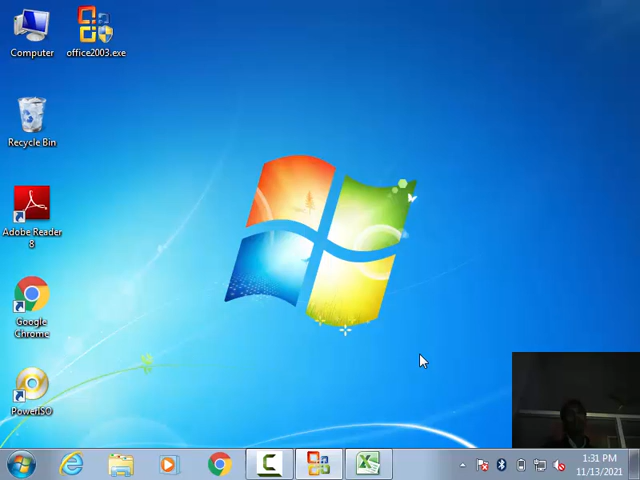 Computer
office2003.exe
Recycle Bin
Adobe Reader
8
Google
Chrome
PowerISO
1:31 PM
11/13/2021